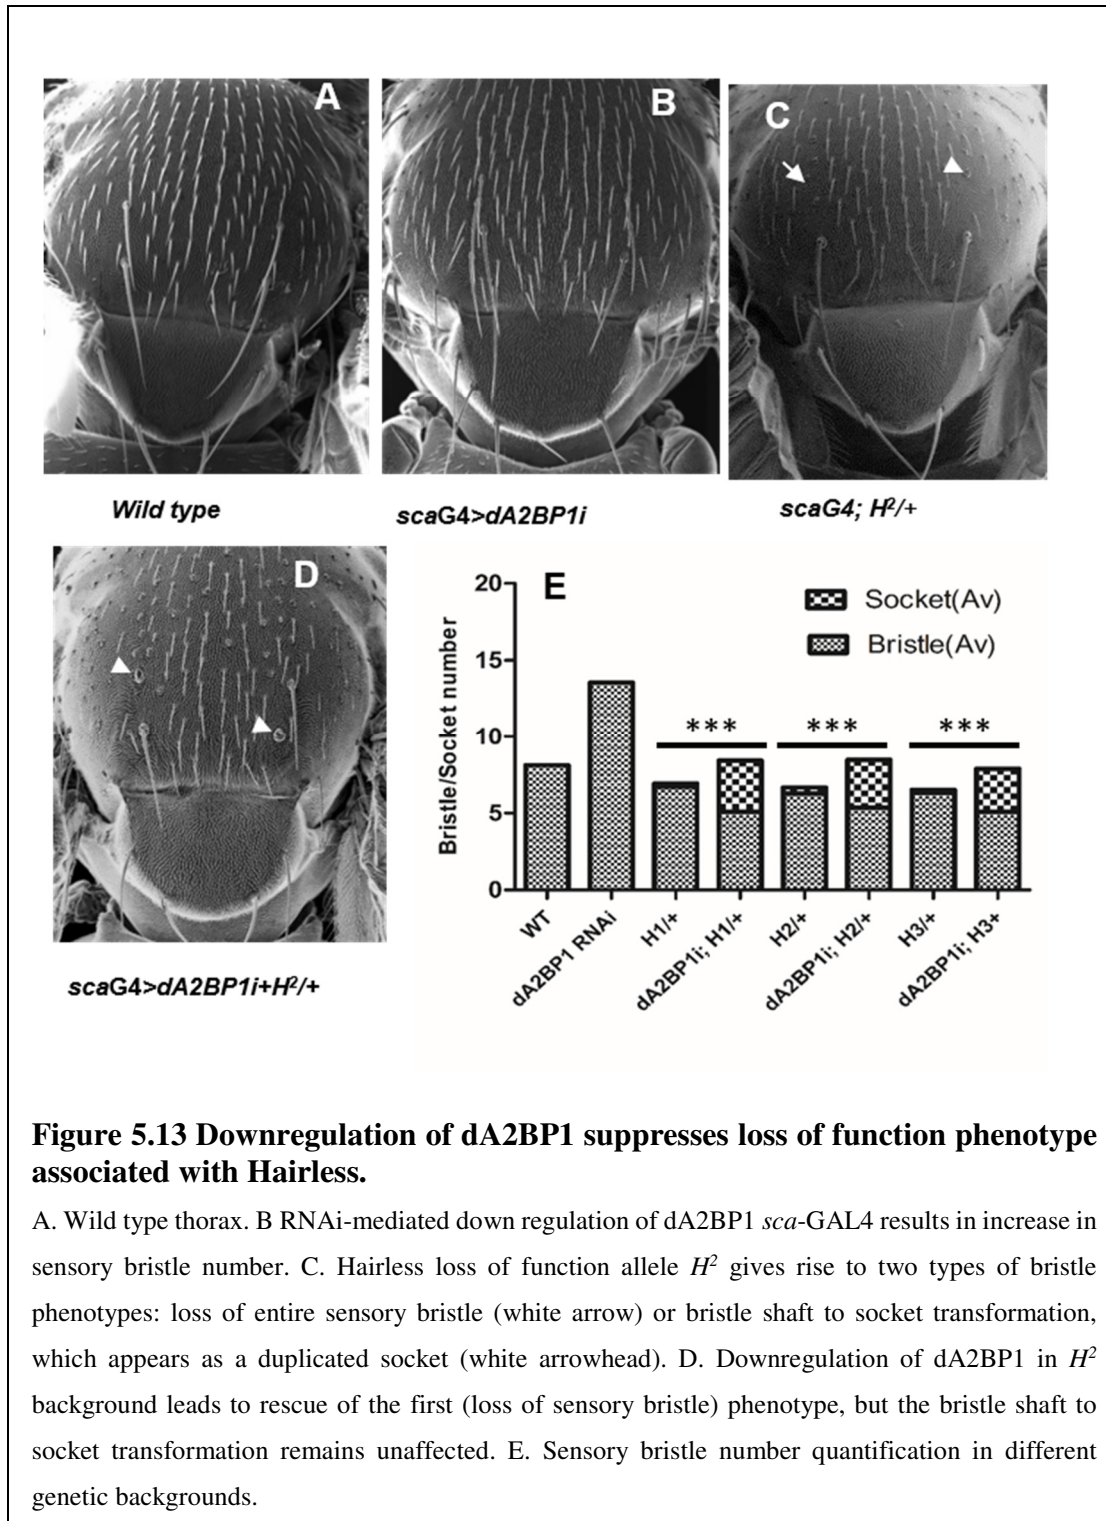 A
B
C
Wild type
scaG4>dA2BP1i
scaG4; H²/+
D
scaG4>dA2BP1i+H²/+
E
Socket(Av)
Bristle(Av)
Bristle/Socket number
20
15
10
5
0
***
***
***
WT
dA2BP1 RNAi
H1/+
dA2BP1i; H1/+
H2/+
dA2BP1i; H2/+
H3/+
dA2BP1i; H3+
Figure 5.13 Downregulation of dA2BP1 suppresses loss of function phenotype
associated with Hairless.
A. Wild type thorax. B RNAi-mediated down regulation of dA2BP1 sca-GAL4 results in increase in
sensory bristle number. C. Hairless loss of function allele H² gives rise to two types of bristle
phenotypes: loss of entire sensory bristle (white arrow) or bristle shaft to socket transformation,
which appears as a duplicated socket (white arrowhead). D. Downregulation of dA2BP1 in H²
background leads to rescue of the first (loss of sensory bristle) phenotype, but the bristle shaft to
socket transformation remains unaffected. E. Sensory bristle number quantification in different
genetic backgrounds.